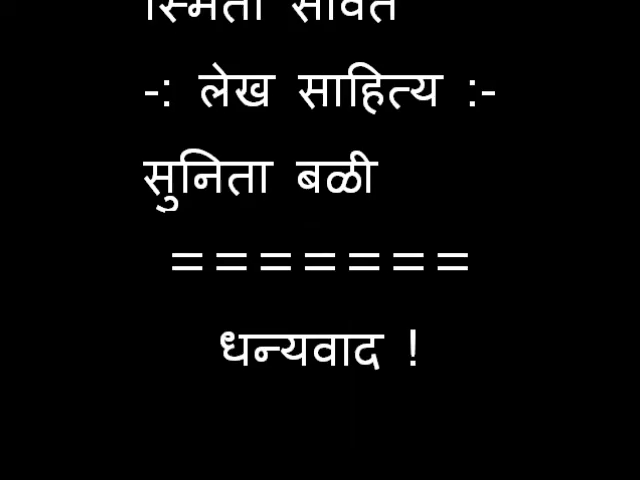 स्मिता सावंत
-: लेख साहित्य :-
सुनिता बळी
=======
धन्यवाद !